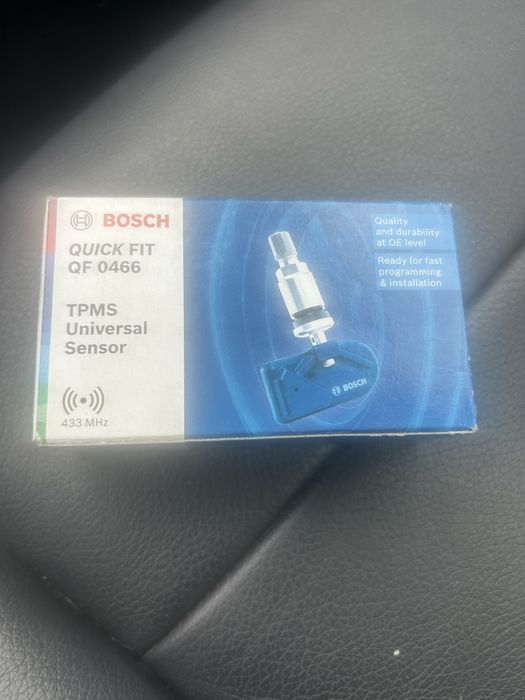 BOSCH
QUICK FIT
QF 0466
TPMS
Universal
Sensor
433 MHz
Quality
and durability
at OE level
Ready for fast
programming
& installation
BOSCH